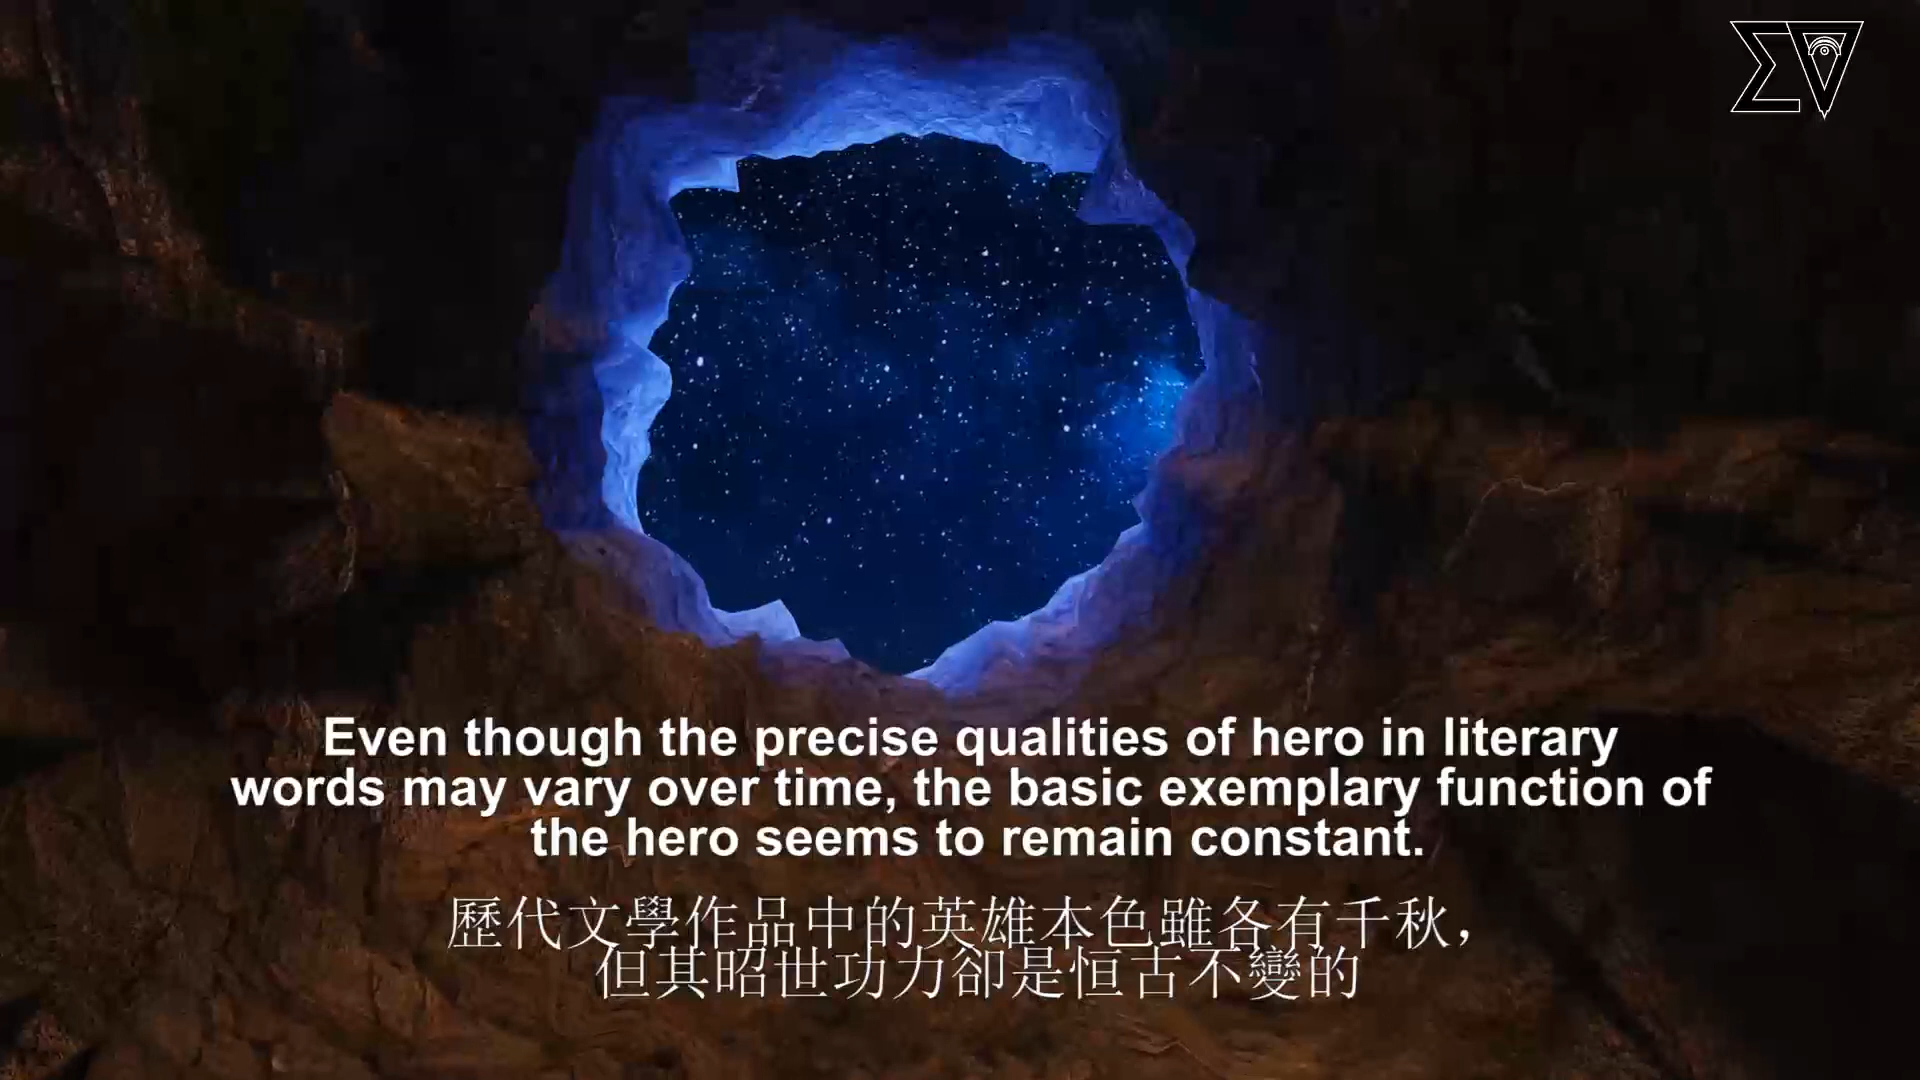 Even though the precise qualities of hero in literary
words may vary over time, the basic exemplary function of
the hero seems to remain constant.
歷代文學作品中的英雄本色雖各有千秋，
但其昭世功力卻是恒古不變的